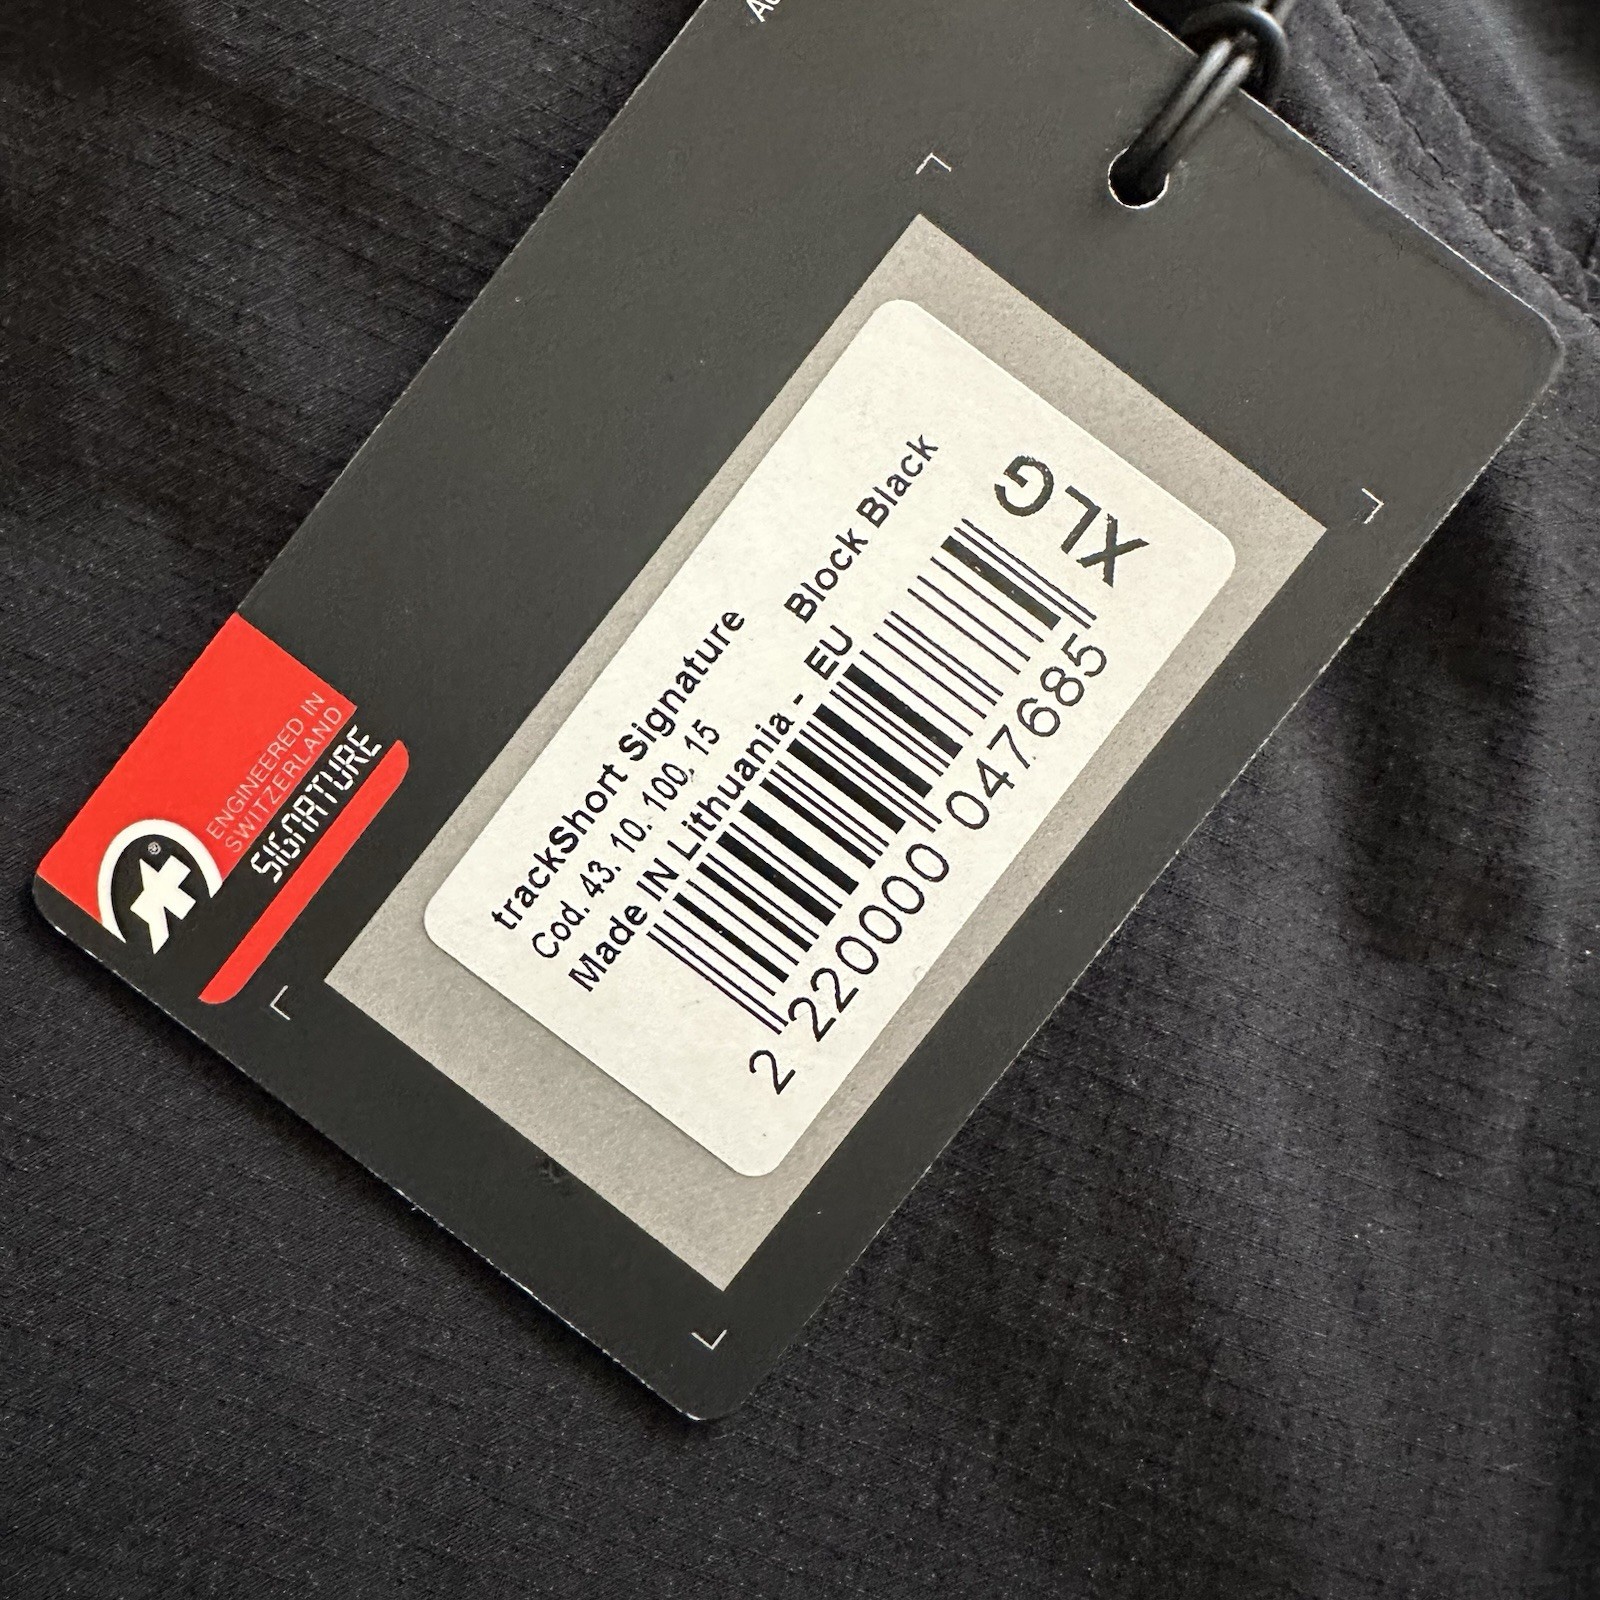 ENGINEERED IN
SWITZERLAND
SIGNATURE
trackShort Signature
Block Black
Cod. 43. 10. 100. 15
Made IN Lithuania - EU
XLG
2 220000 047685